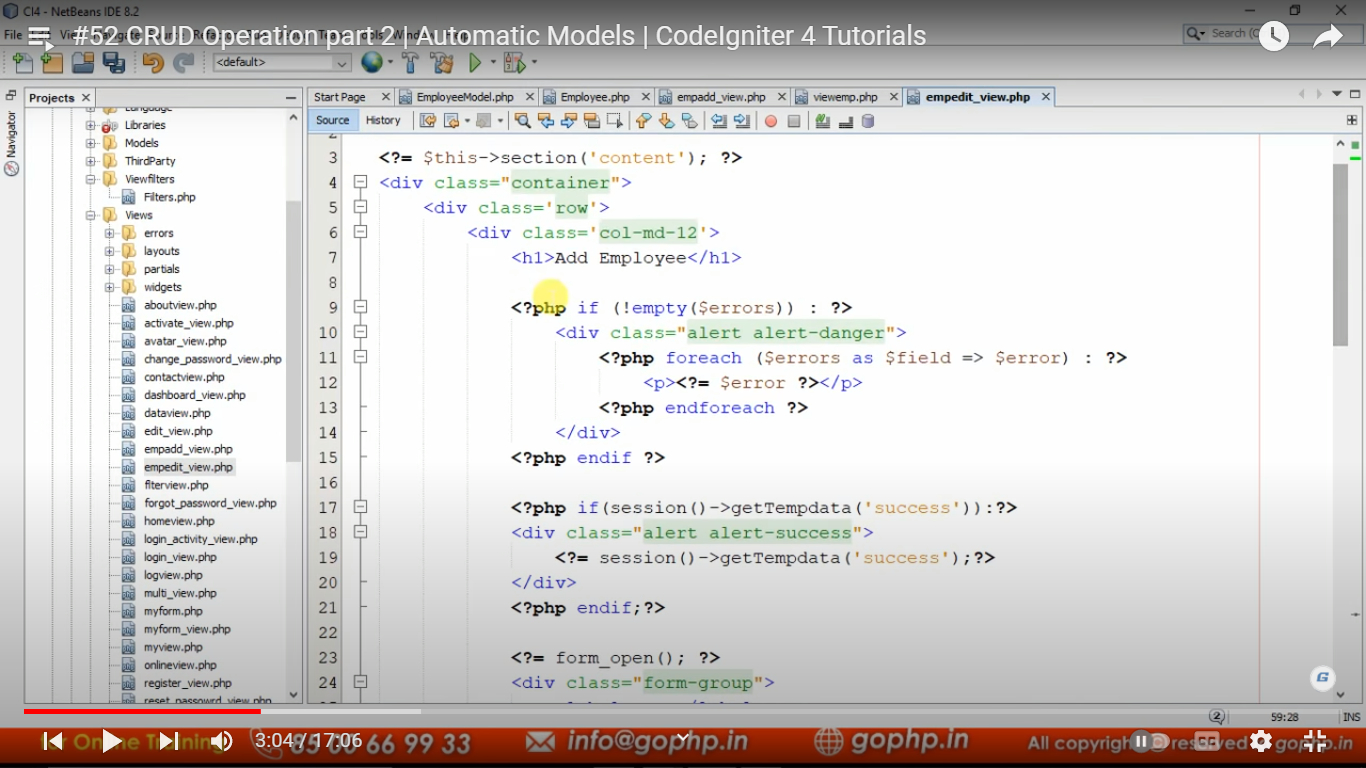 CI4 - NetBeans IDE 8.2
#52 CRUD Operation part 2 | Automatic Models | CodeIgniter 4 Tutorials
File
Search (C
<default>
Projects
Start Page
EmployeeModel.php
Employee.php
empadd_view.php
viewemp.php
empedit_view.php
Navigator
Source
History
Language
Libraries
Models
ThirdParty
Viewfilters
Filters.php
Views
errors
layouts
partials
widgets
aboutview.php
activate_view.php
avatar_view.php
change_password_view.php
contactview.php
dashboard_view.php
dataview.php
edit_view.php
empadd_view.php
empedit_view.php
flterview.php
forgot_password_view.php
homeview.php
login_activity_view.php
login_view.php
logview.php
multi_view.php
myform.php
myform_view.php
myview.php
onlineview.php
register_view.php
reset_passowrd_view.php
2
3 <?= $this->section('content'); ?>
4 <div class="container">
5 <div class='row'>
6 <div class='col-md-12'>
7 <h1>Add Employee</h1>
8
9 <?php if (!empty($errors)) : ?>
10 <div class="alert alert-danger">
11 <?php foreach ($errors as $field => $error) : ?>
12 <p><?= $error ?></p>
13 <?php endforeach ?>
14 </div>
15 <?php endif ?>
16
17 <?php if(session()->getTempdata('success')):?>
18 <div class="alert alert-success">
19 <?= session()->getTempdata('success');?>
20 </div>
21 <?php endif;?>
22
23 <?= form_open(); ?>
24 <div class="form-group">
G
2
59:28
INS
for Online Training
3:04 / 17:06
85 00 66 99 33
info@gophp.in
gophp.in
All copyright reserved
gophp.in
CC